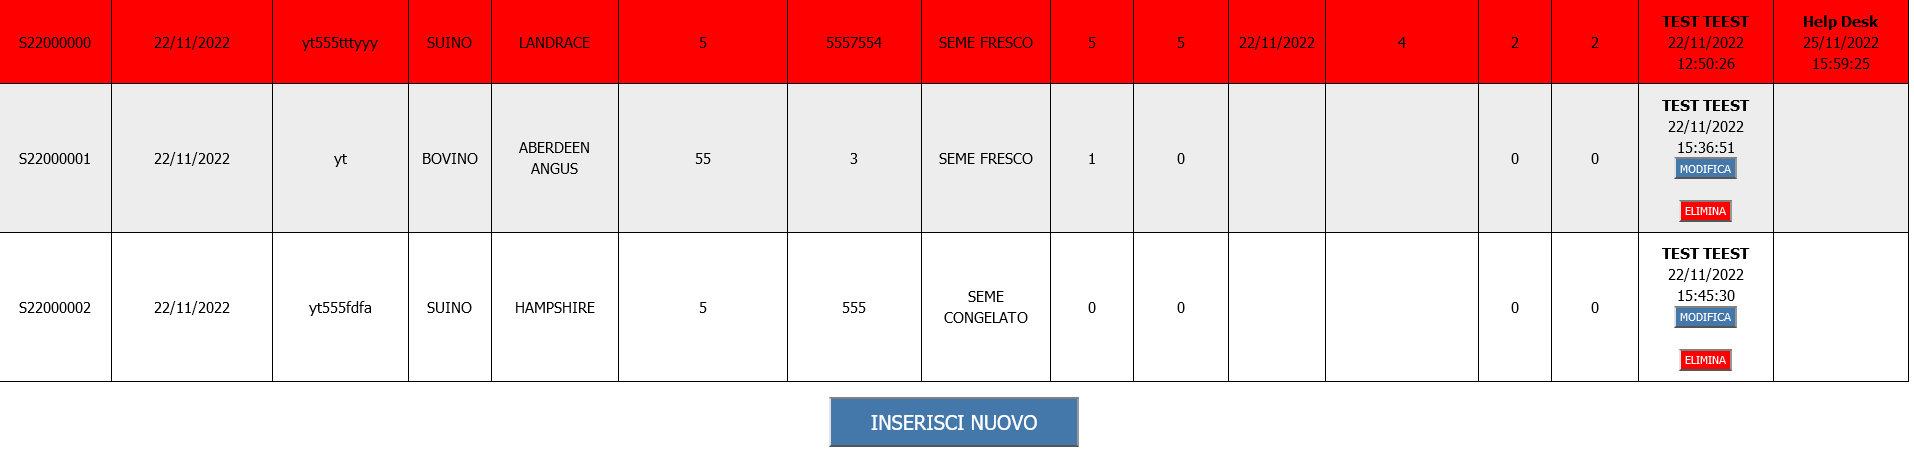 S22000000 22/11/2022 yt555tttyyy SUINO LANDRACE 5 5557554 SEME FRESCO 5 5 22/11/2022 4 2 2 TEST TEEST 22/11/2022 12:50:26 Help Desk 25/11/2022 15:59:25
S22000001 22/11/2022 yt BOVINO ABERDEEN ANGUS 55 3 SEME FRESCO 1 0 0 0 TEST TEEST 22/11/2022 15:36:51 MODIFICA ELIMINA
S22000002 22/11/2022 yt555fdfa SUINO HAMPSHIRE 5 555 SEME CONGELATO 0 0 0 0 TEST TEEST 22/11/2022 15:45:30 MODIFICA ELIMINA
INSERISCI NUOVO